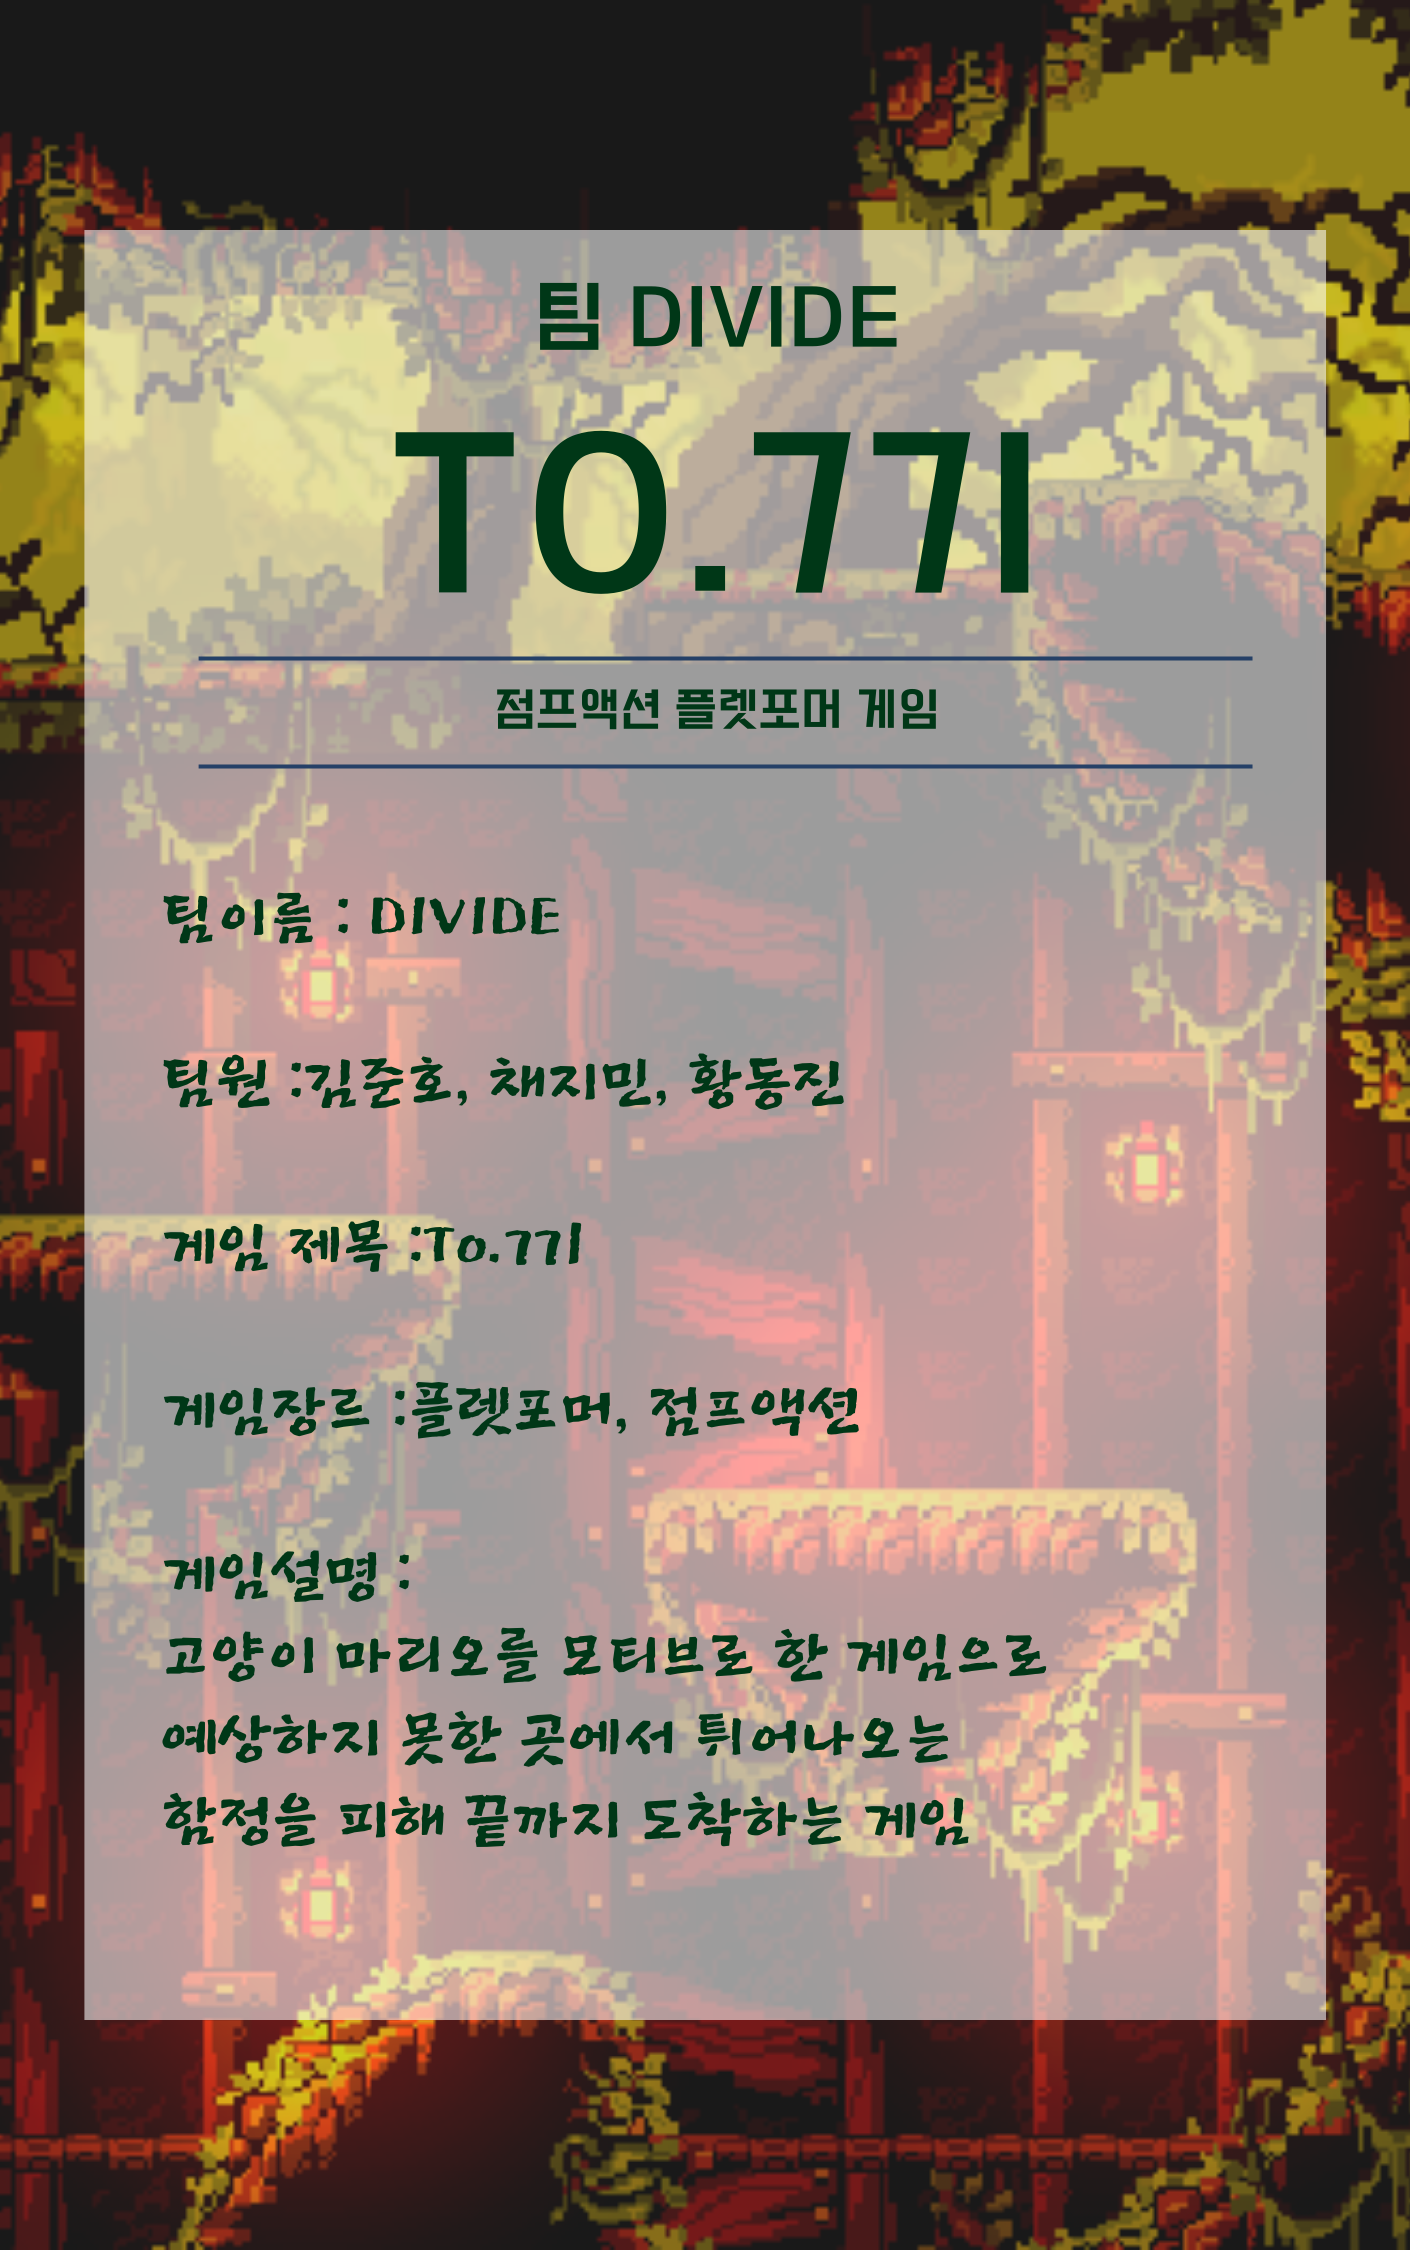 팀 DIVIDE
TO.77l
점프액션 플렛포머 게임
팀이름 : DIVIDE
팀원 :김준호, 채지민, 황동진
게임 제목 :To.77l
게임장르 :플렛포머, 점프액션
게임설명 :
고양이 마리오를 모티브로 한 게임으로
예상하지 못한 곳에서 튀어나오는
함정을 피해 끝까지 도착하는 게임